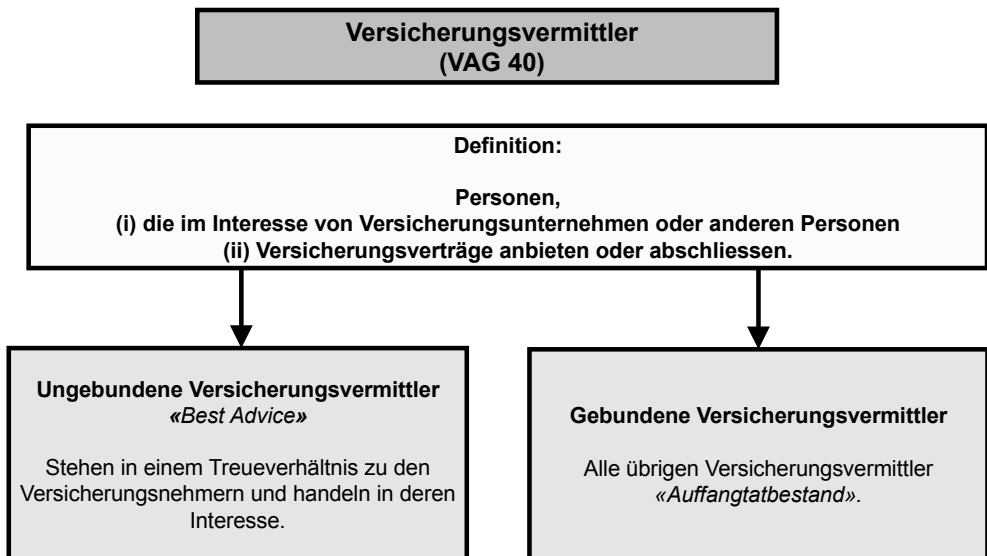 Versicherungsvermittler
(VAG 40)
Definition:
Personen,
(i) die im Interesse von Versicherungsunternehmen oder anderen Personen
(ii) Versicherungsverträge anbieten oder abschliessen.
Ungebundene Versicherungsvermittler
«Best Advice»
Stehen in einem Treueverhältnis zu den
Versicherungsnehmern und handeln in deren
Interesse.
Gebundene Versicherungsvermittler
Alle übrigen Versicherungsvermittler
«Auffangtatbestand».